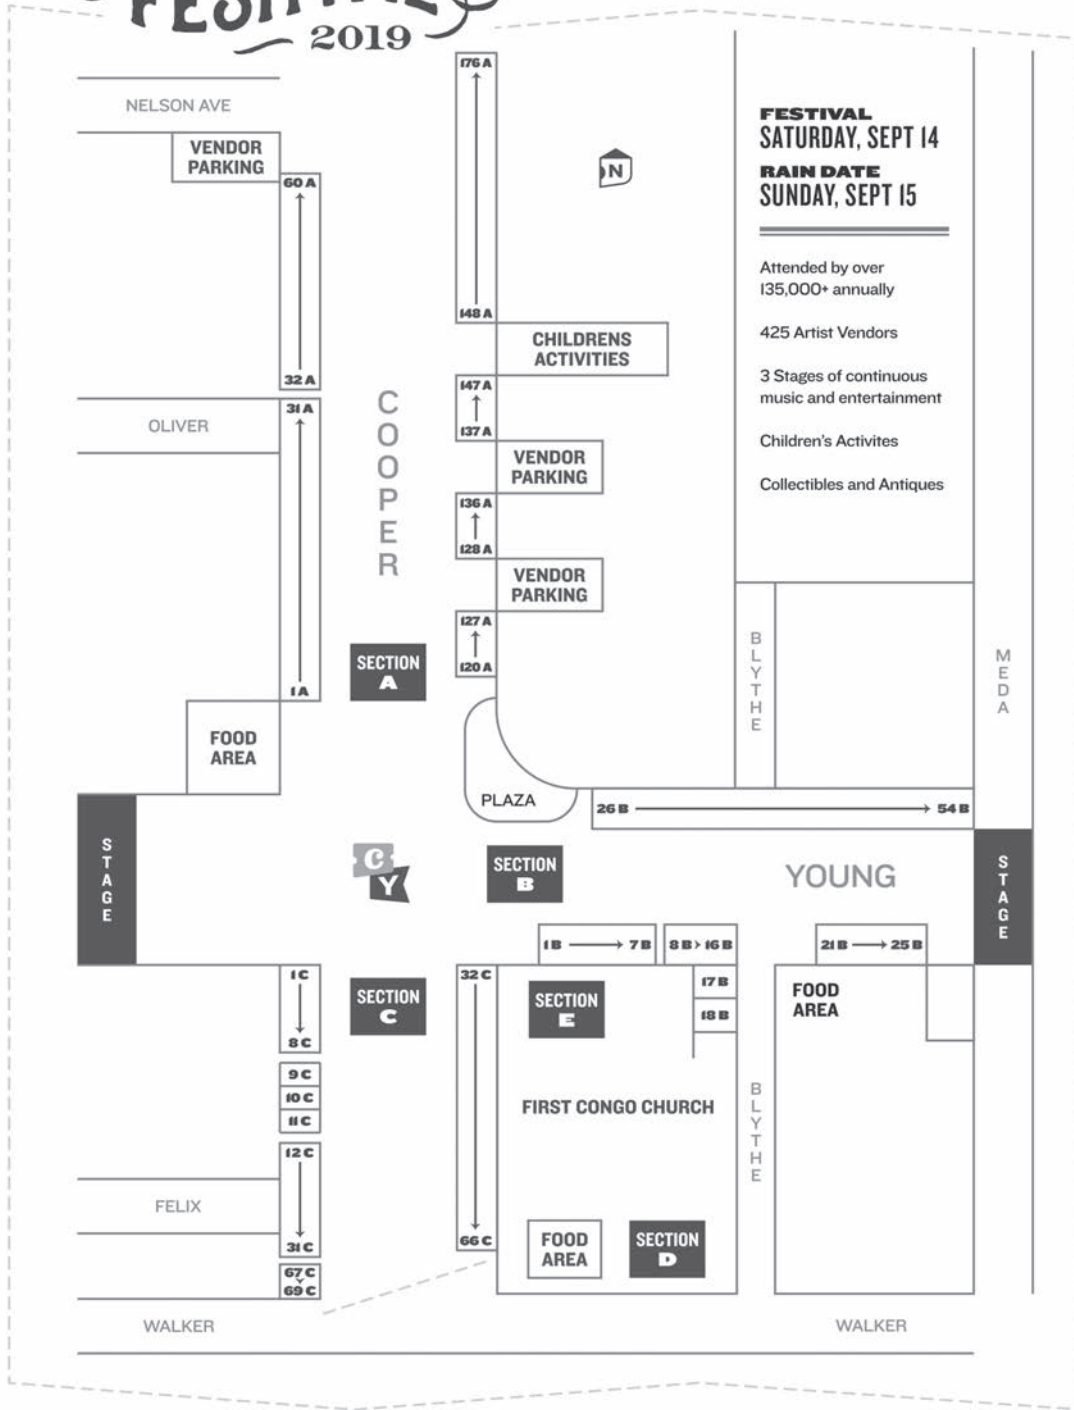 FESTIVAL
2019
NELSON AVE
VENDOR
PARKING
60 A
32 A
OLIVER
31 A
1 A
FOOD
AREA
STAGE
COOPER
176 A
148 A
CHILDRENS
ACTIVITIES
147 A
137 A
VENDOR
PARKING
136 A
128 A
VENDOR
PARKING
127 A
120 A
SECTION
A
PLAZA
N
FESTIVAL
SATURDAY, SEPT 14
RAIN DATE
SUNDAY, SEPT 15
Attended by over
135,000+ annually
425 Artist Vendors
3 Stages of continuous
music and entertainment
Children's Activites
Collectibles and Antiques
BLYTHE
MEDA
26 B 54 B
C
Y
SECTION
B
YOUNG
STAGE
1 B 7 B 8 B 16 B 21 B 25 B
17 B
18 B
FOOD
AREA
1 C
8 C
9 C
10 C
11 C
12 C
31 C
67 C
69 C
SECTION
C
32 C
66 C
SECTION
E
FIRST CONGO CHURCH
BLYTHE
FELIX
FOOD
AREA
SECTION
D
WALKER
WALKER